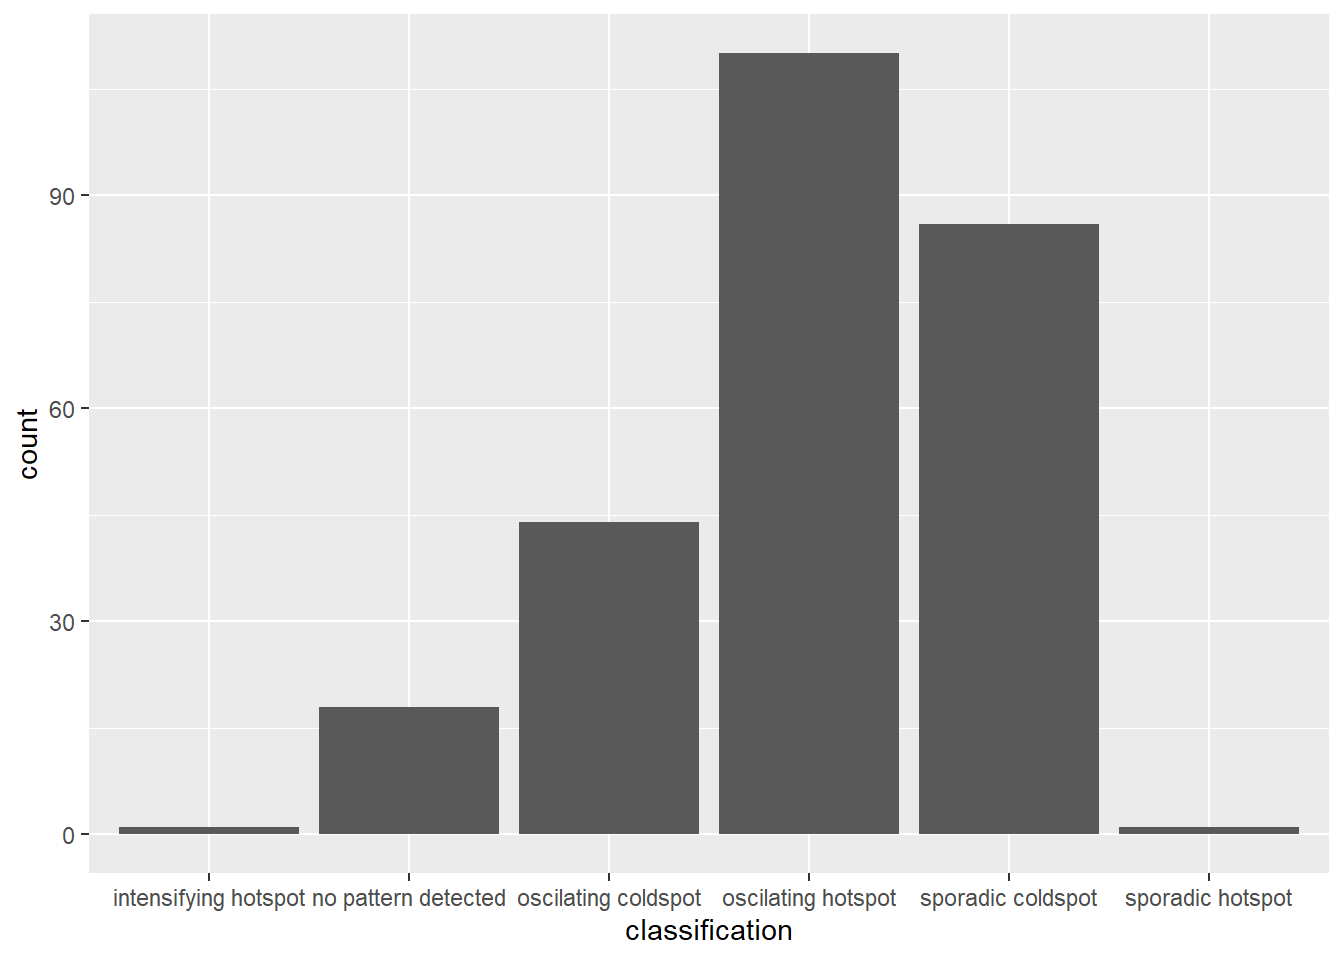 90
60
30
0
count
intensifying hotspot no pattern detected oscilating coldspot oscilating hotspot sporadic coldspot sporadic hotspot
classification